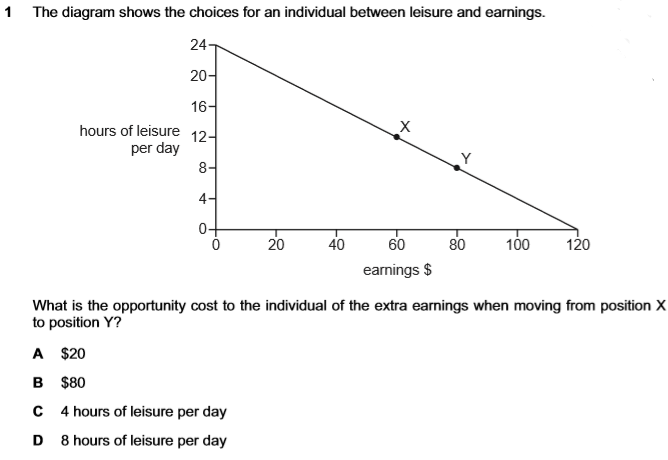 1 The diagram shows the choices for an individual between leisure and earnings.
24
20
16
hours of leisure 12
per day
8
4
0
X
Y
0 20 40 60 80 100 120
earnings $
What is the opportunity cost to the individual of the extra earnings when moving from position X
to position Y?
A $20
B $80
C 4 hours of leisure per day
D 8 hours of leisure per day